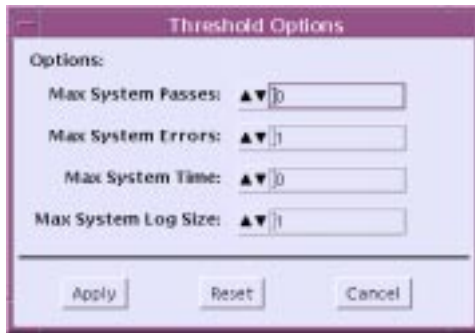 Threshold Options
Options:
Max System Passes: ▲▼ 0
Max System Errors: ▲▼ 1
Max System Time: ▲▼ 0
Max System Log Size: ▲▼ 1
Apply Reset Cancel